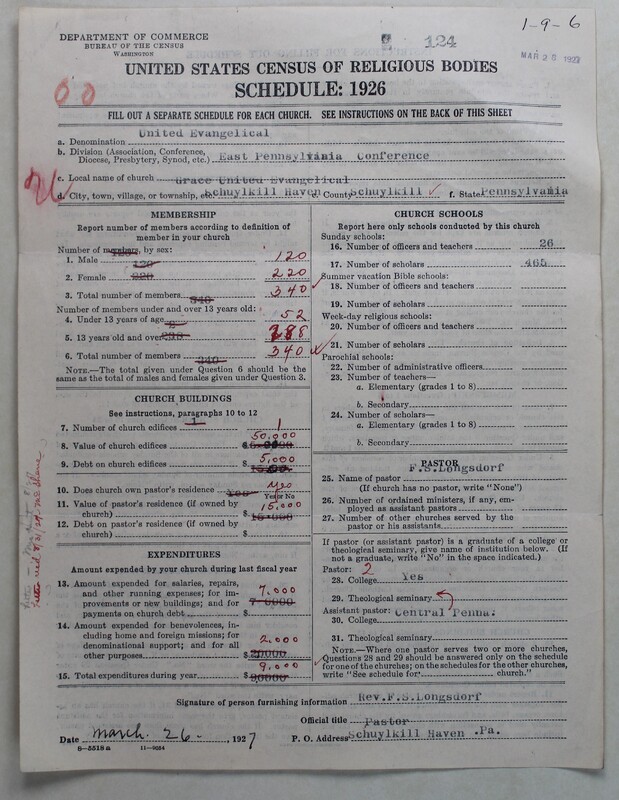 1-9-6
DEPARTMENT OF COMMERCE
BUREAU OF THE CENSUS
WASHINGTON
124
MAR 28 1927
UNITED STATES CENSUS OF RELIGIOUS BODIES
SCHEDULE: 1926
FILL OUT A SEPARATE SCHEDULE FOR EACH CHURCH. SEE INSTRUCTIONS ON THE BACK OF THIS SHEET
a. Denomination United Evangelical
b. Division (Association, Conference, Diocese, Presbytery, Synod, etc.) East Pennsylvania Conference
c. Local name of church Grace United Evangelical
d. City, town, village, or township, etc. Schuylkill Haven e. County Schuylkill ✓ f. State Pennsylvania
MEMBERSHIP
Report number of members according to definition of
member in your church
Number of members, by sex:
1. Male 120 120
2. Female 220 220
3. Total number of members 340 340
Number of members under and over 13 years old:
4. Under 13 years of age 52
5. 13 years old and over 288
6. Total number of members 340 340
NOTE.—The total given under Question 6 should be
same as the total of males and females given under Question 3.
CHURCH BUILDINGS
See instructions, paragraphs 10 to 12
7. Number of church edifices 1 1
8. Value of church edifices $ 50,000
9. Debt on church edifices $ 5,000
10. Does church own pastor's residence Yes
Yes or No
11. Value of pastor's residence (if owned by
church) $ 15,000
12. Debt on pastor's residence (if owned by
church) $
EXPENDITURES
Amount expended by your church during last fiscal year
13. Amount expended for salaries, repairs,
and other running expenses; for im-
provements or new buildings; and for
payments on church debt $ 7,000
14. Amount expended for benevolences, in-
cluding home and foreign missions; for
denominational support; and for all
other purposes $ 2,000
15. Total expenditures during year $ 9,000
CHURCH SCHOOLS
Report here only schools conducted by this church
Sunday schools:
16. Number of officers and teachers 26
17. Number of scholars 465
Summer vacation Bible schools:
18. Number of officers and teachers
19. Number of scholars
Week-day religious schools:
20. Number of officers and teachers
21. Number of scholars
Parochial schools:
22. Number of administrative officers
23. Number of teachers—
a. Elementary (grades 1 to 8)
b. Secondary
24. Number of scholars—
a. Elementary (grades 1 to 8)
b. Secondary
PASTOR
25. Name of pastor F.S.Longsdorf
(If church has no pastor, write "None")
26. Number of ordained ministers, if any, em-
ployed as assistant pastors
27. Number of other churches served by the
pastor or his assistants
If pastor (or assistant pastor) is a graduate of a college or
theological seminary, give name of institution below. (If
not a graduate, write "No" in the space indicated.)
Pastor: 2
28. College Yes
29. Theological seminary
Assistant pastor: Central Penna.
30. College
31. Theological seminary
NOTE.—Where one pastor serves two or more churches,
Questions 28 and 29 should be answered only on the schedule
for one of the churches; on the schedules for the other churches,
write "See schedule for church."
Signature of person furnishing information Rev.F.S.Longsdorf
Official title Pastor
Date March 26-, 1927 P. O. Address Schuylkill Haven .Pa.
8-5518 a 11-9054